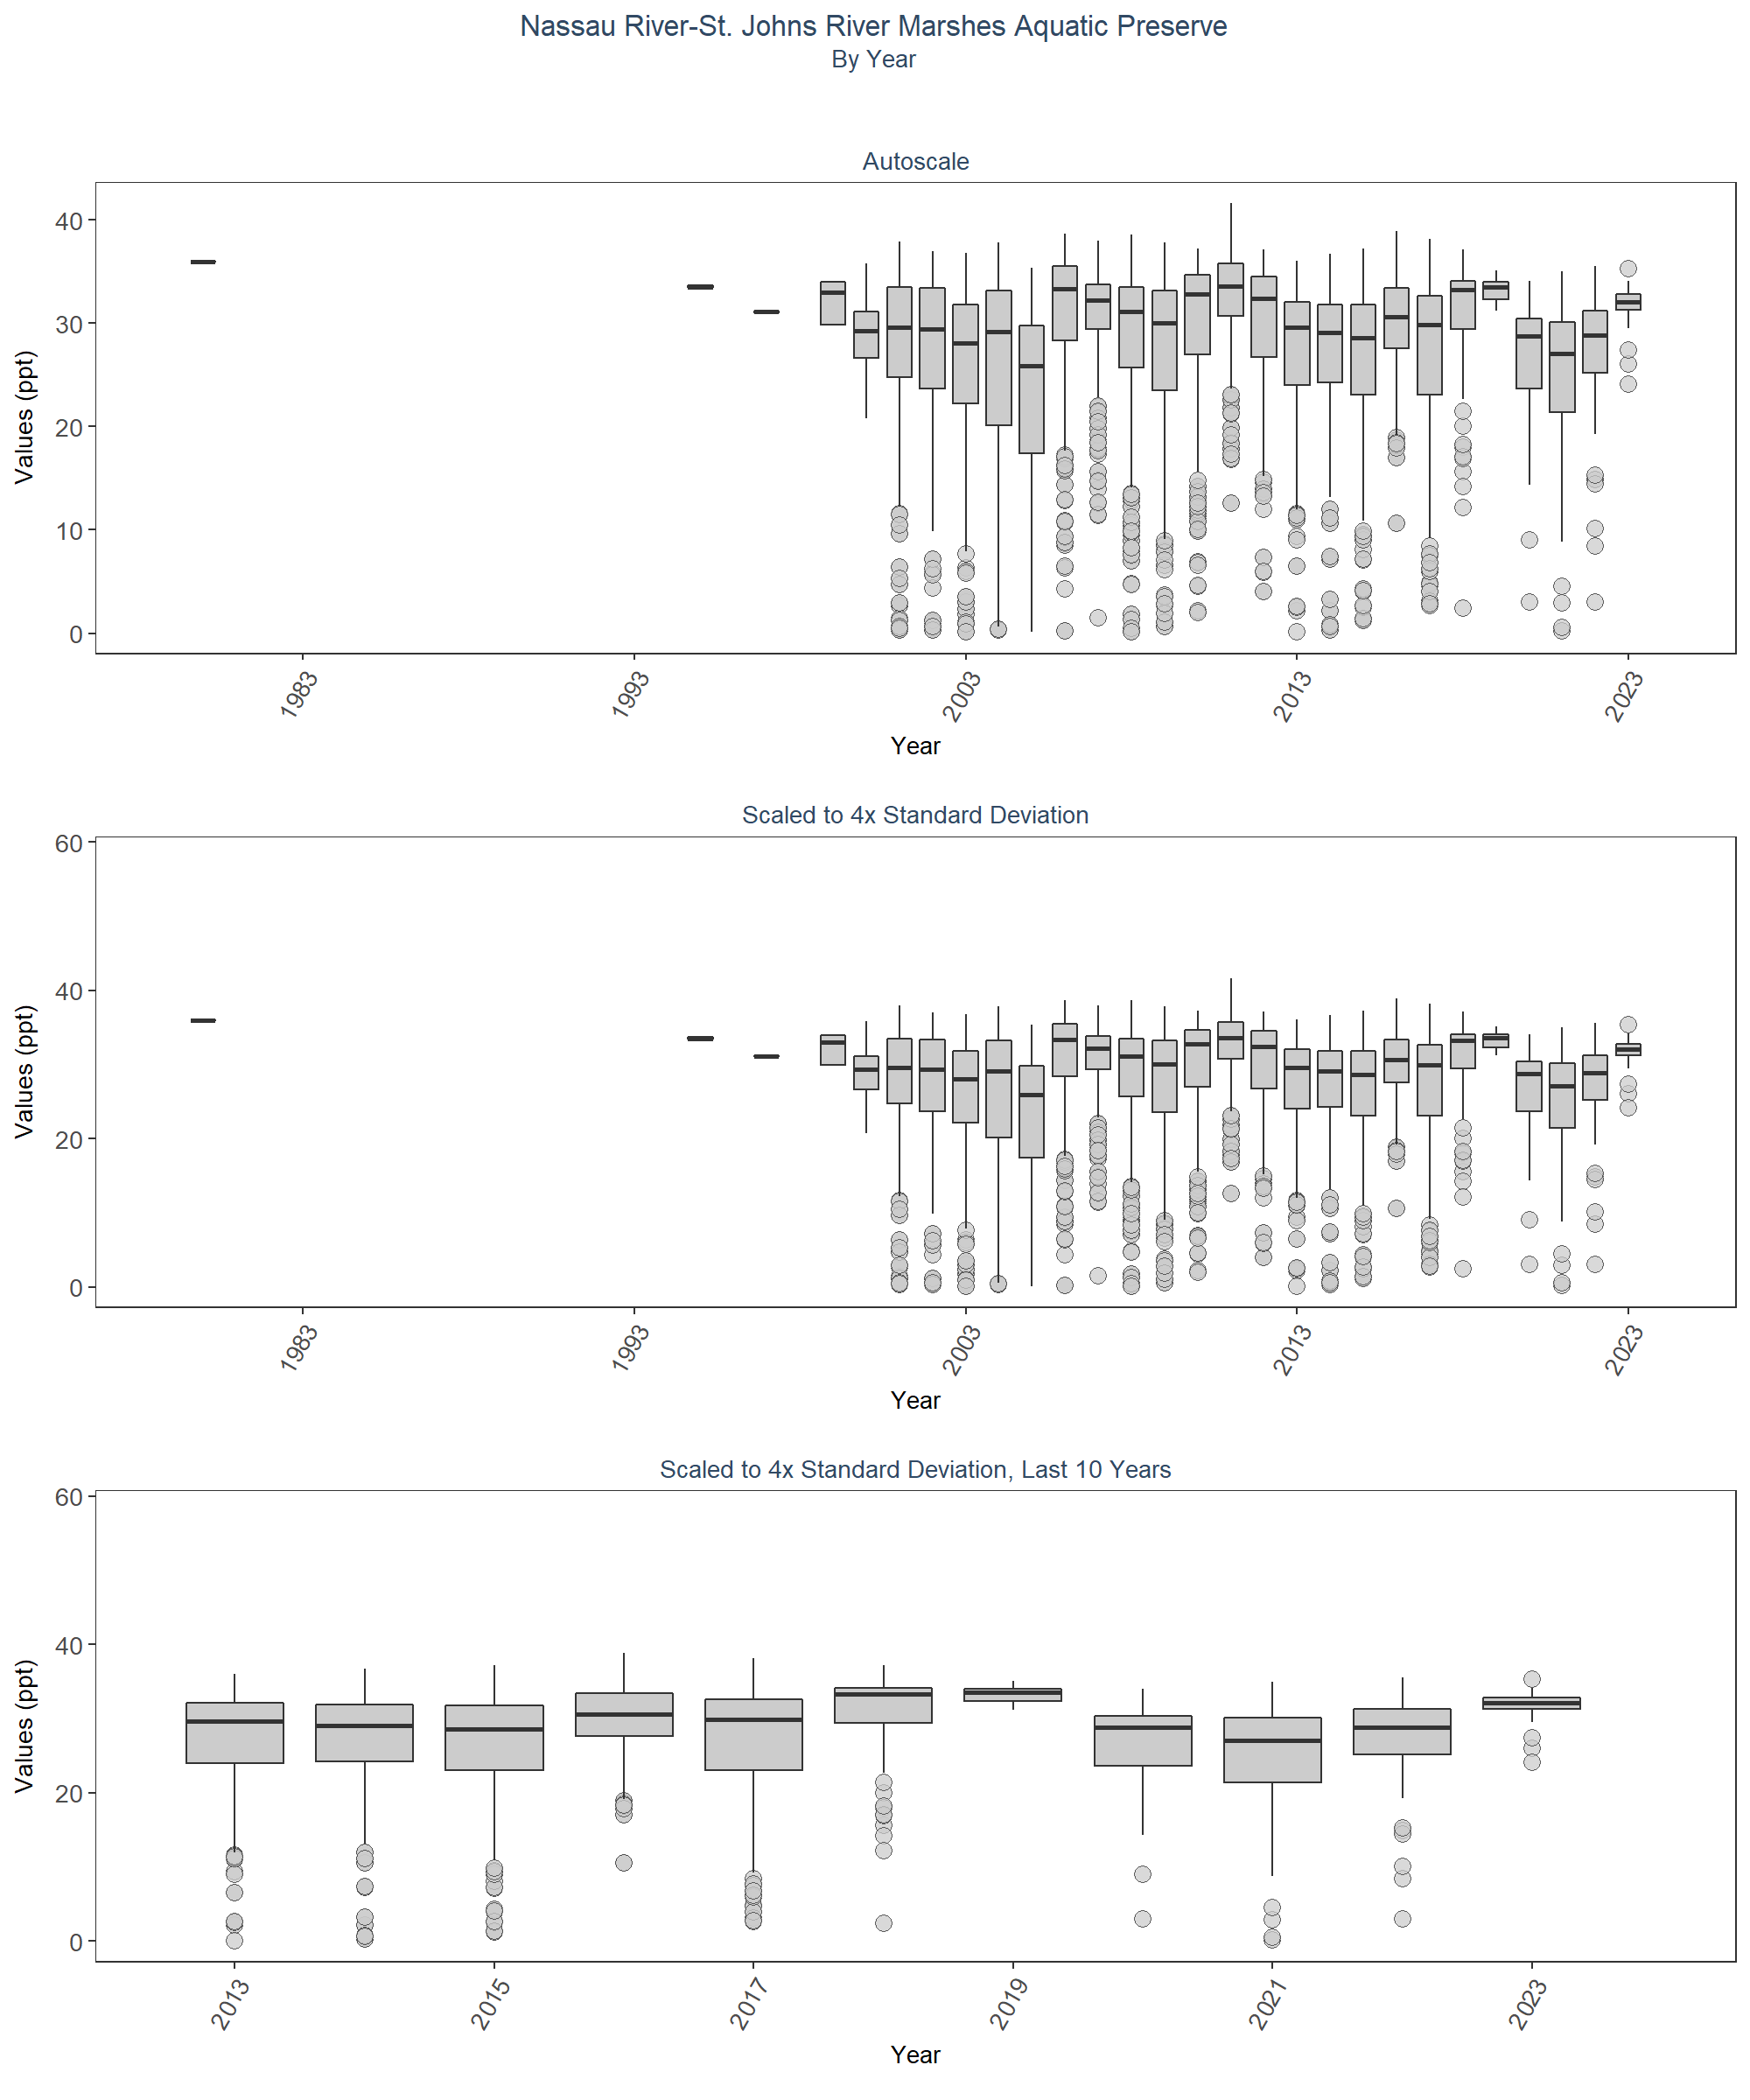 Nassau River-St. Johns River Marshes Aquatic Preserve
By Year
Autoscale
Values (ppt)
40
30
20
10
0
1983 1993 2003 2013 2023
Year
Scaled to 4x Standard Deviation
Values (ppt)
60
40
20
0
1983 1993 2003 2013 2023
Year
Scaled to 4x Standard Deviation, Last 10 Years
Values (ppt)
60
40
20
0
2013 2015 2017 2019 2021 2023
Year